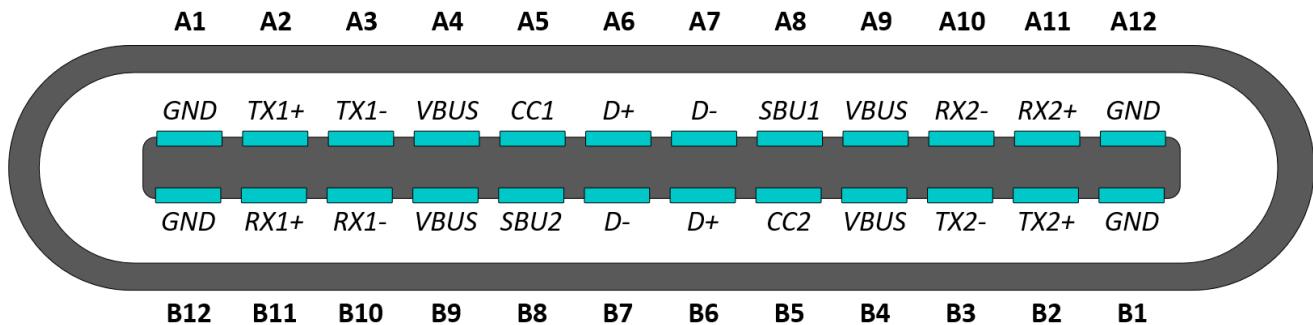 A1 A2 A3 A4 A5 A6 A7 A8 A9 A10 A11 A12
GND TX1+ TX1- VBUS CC1 D+ D- SBU1 VBUS RX2- RX2+ GND
GND RX1+ RX1- VBUS SBU2 D- D+ CC2 VBUS TX2- TX2+ GND
B12 B11 B10 B9 B8 B7 B6 B5 B4 B3 B2 B1